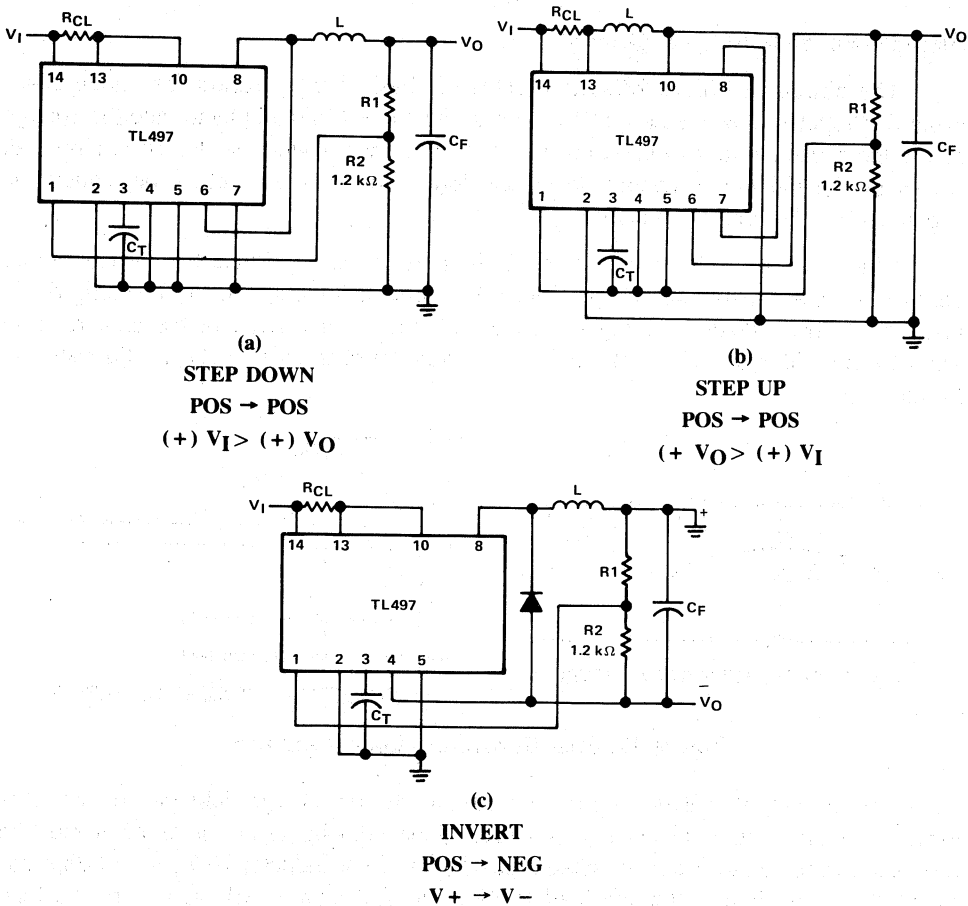 RCL
VI
L
VO
14 13 10 8
R1
TL497
CF
R2
1.2 kΩ
1 2 3 4 5 6 7
CT
(a)
STEP DOWN
POS → POS
(+) VI > (+) VO
RCL
L
VI
VO
14 13 10 8
R1
TL497
CF
R2
1.2 kΩ
1 2 3 4 5 6 7
CT
(b)
STEP UP
POS → POS
(+ VO > (+) VI
RCL
VI
L
+
14 13 10 8
R1
TL497
CF
R2
1.2 kΩ
1 2 3 4 5
CT
V̄O
(c)
INVERT
POS → NEG
V+ → V−